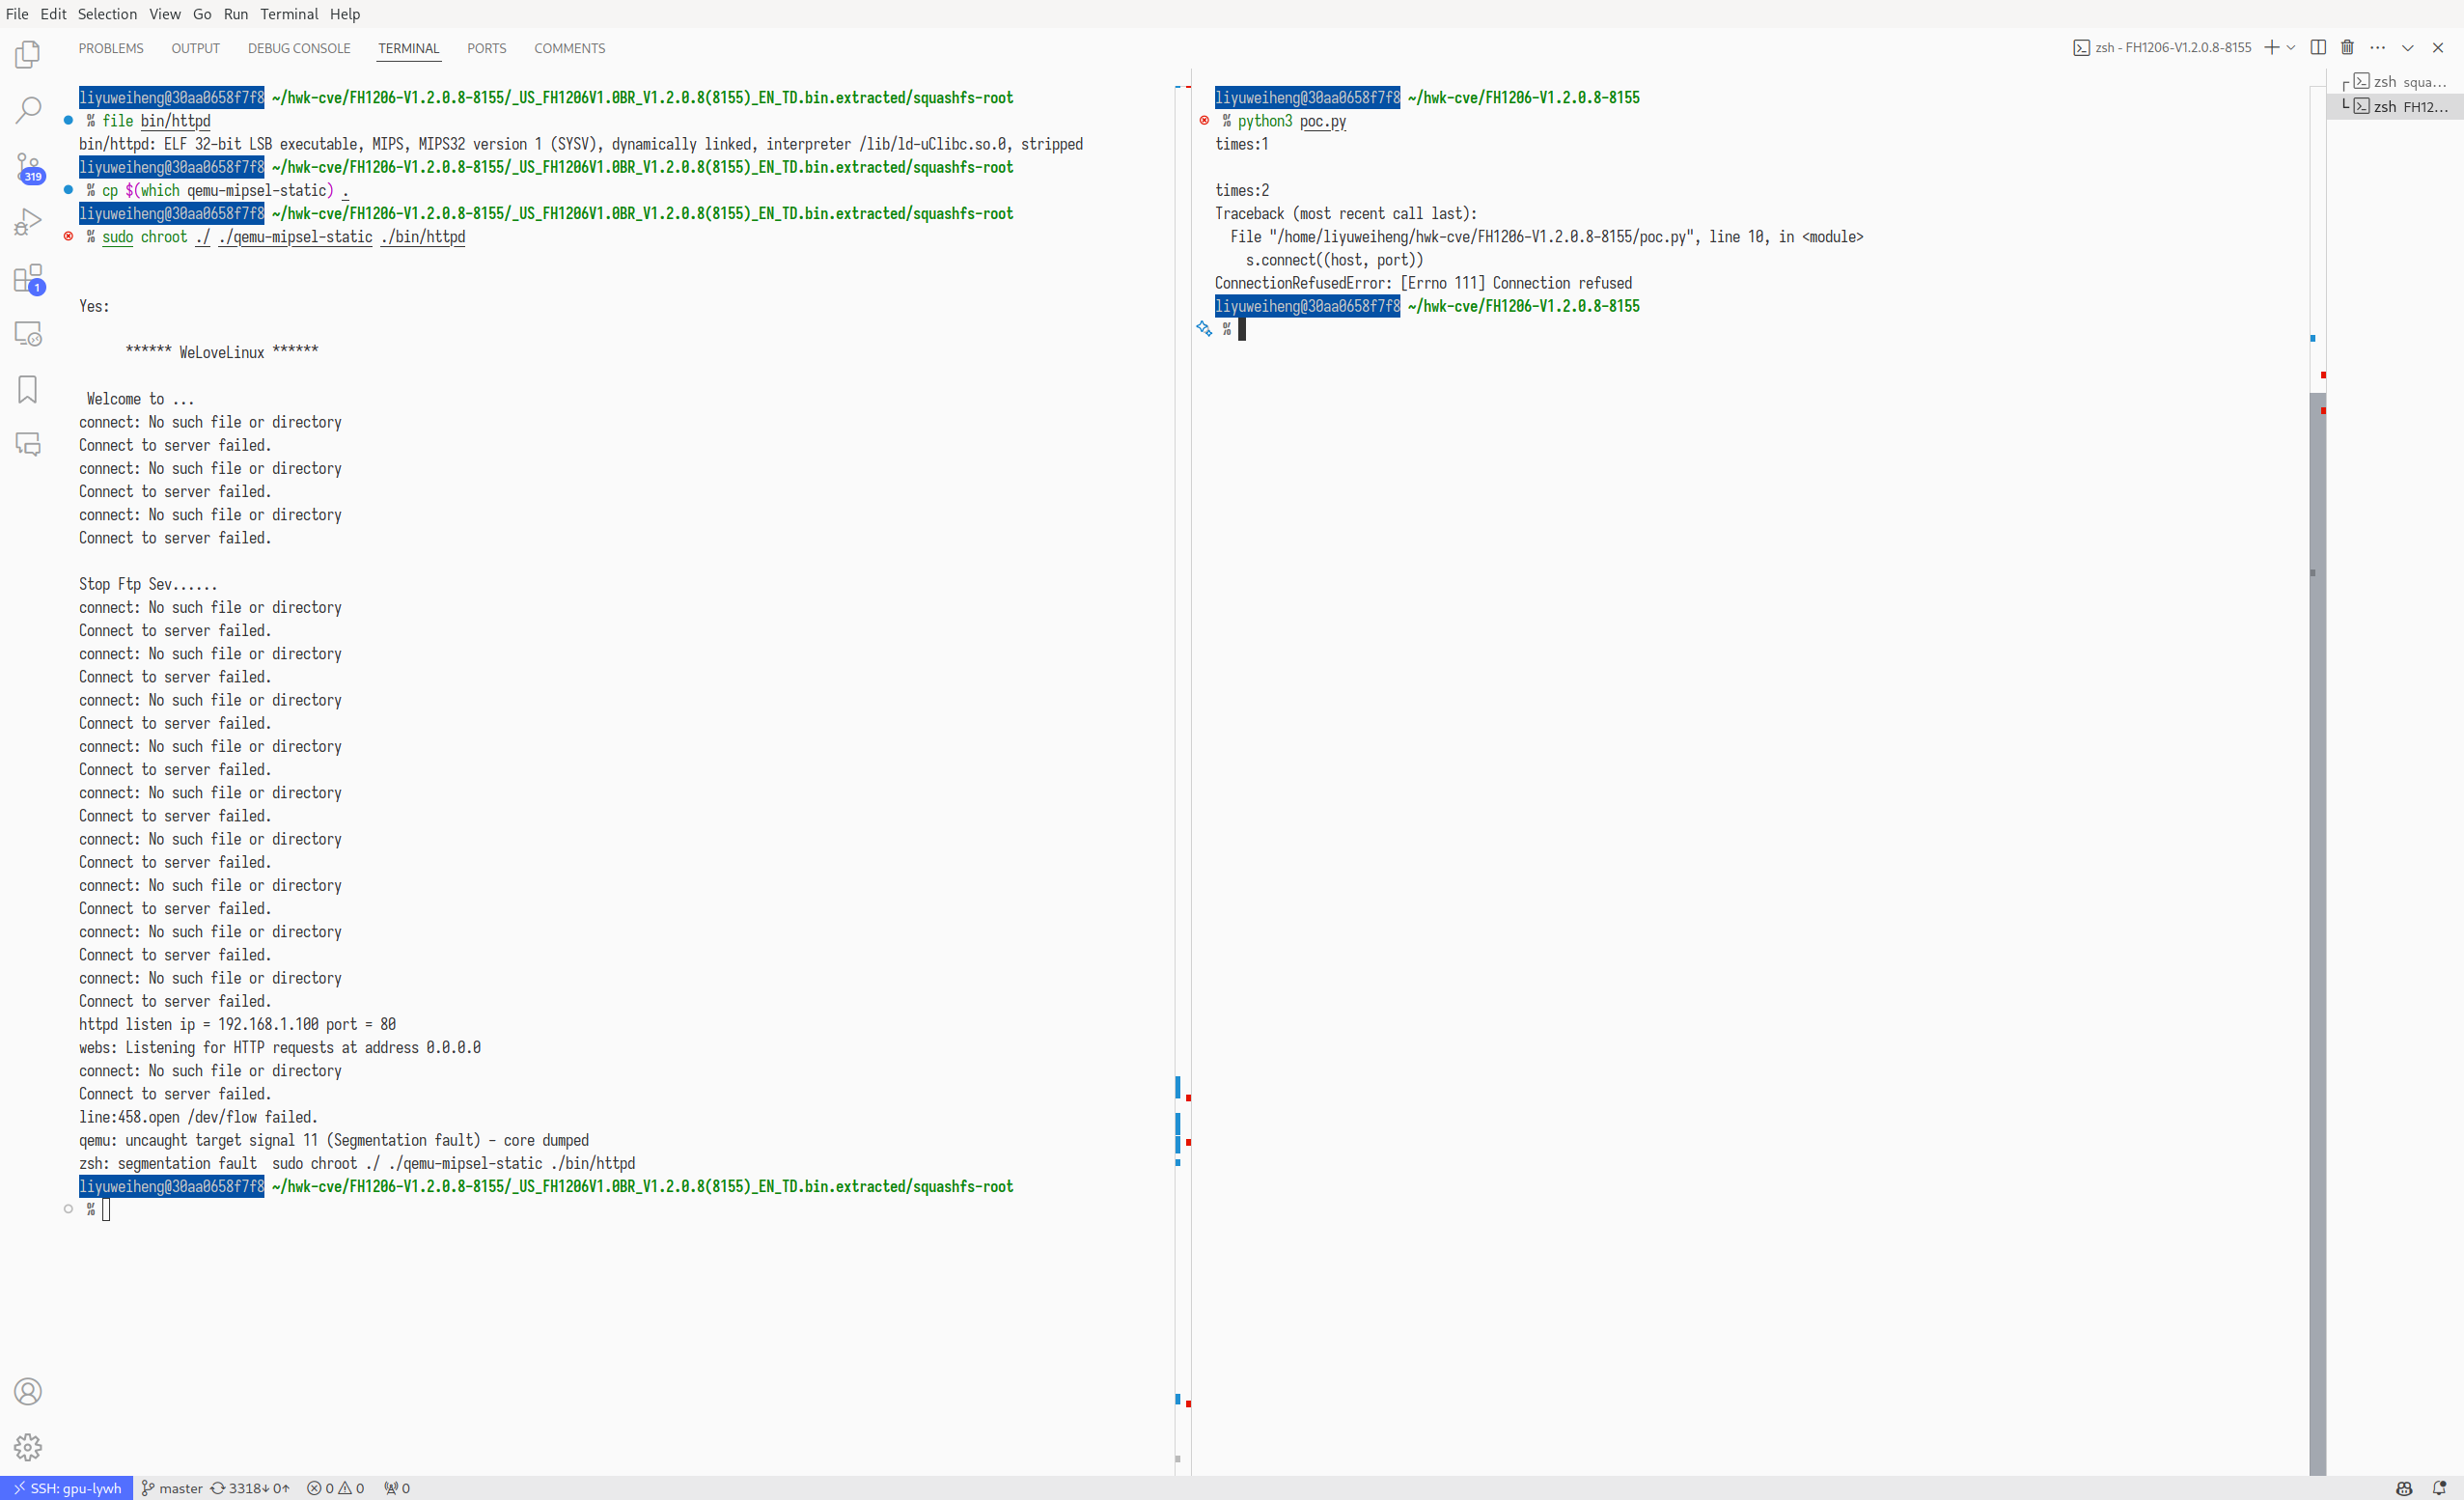 File Edit Selection View Go Run Terminal Help
PROBLEMS OUTPUT DEBUG CONSOLE TERMINAL PORTS COMMENTS
zsh - FH1206-V1.2.0.8-8155
liyuweiheng@30aa0658f7f8 ~/hwk-cve/FH1206-V1.2.0.8-8155/_US_FH1206V1.0BR_V1.2.0.8(8155)_EN_TD.bin.extracted/squashfs-root
% file bin/httpd
bin/httpd: ELF 32-bit LSB executable, MIPS, MIPS32 version 1 (SYSV), dynamically linked, interpreter /lib/ld-uClibc.so.0, stripped
liyuweiheng@30aa0658f7f8 ~/hwk-cve/FH1206-V1.2.0.8-8155/_US_FH1206V1.0BR_V1.2.0.8(8155)_EN_TD.bin.extracted/squashfs-root
% cp $(which qemu-mipsel-static) .
liyuweiheng@30aa0658f7f8 ~/hwk-cve/FH1206-V1.2.0.8-8155/_US_FH1206V1.0BR_V1.2.0.8(8155)_EN_TD.bin.extracted/squashfs-root
% sudo chroot ./ ./qemu-mipsel-static ./bin/httpd
Yes:
****** WeLoveLinux ******
Welcome to ...
connect: No such file or directory
Connect to server failed.
connect: No such file or directory
Connect to server failed.
connect: No such file or directory
Connect to server failed.
Stop Ftp Sev......
connect: No such file or directory
Connect to server failed.
connect: No such file or directory
Connect to server failed.
connect: No such file or directory
Connect to server failed.
connect: No such file or directory
Connect to server failed.
connect: No such file or directory
Connect to server failed.
connect: No such file or directory
Connect to server failed.
connect: No such file or directory
Connect to server failed.
connect: No such file or directory
Connect to server failed.
connect: No such file or directory
Connect to server failed.
httpd listen ip = 192.168.1.100 port = 80
webs: Listening for HTTP requests at address 0.0.0.0
connect: No such file or directory
Connect to server failed.
line:458.open /dev/flow failed.
qemu: uncaught target signal 11 (Segmentation fault) - core dumped
zsh: segmentation fault  sudo chroot ./ ./qemu-mipsel-static ./bin/httpd
liyuweiheng@30aa0658f7f8 ~/hwk-cve/FH1206-V1.2.0.8-8155/_US_FH1206V1.0BR_V1.2.0.8(8155)_EN_TD.bin.extracted/squashfs-root
%
liyuweiheng@30aa0658f7f8 ~/hwk-cve/FH1206-V1.2.0.8-8155
% python3 poc.py
times:1
times:2
Traceback (most recent call last):
File "/home/liyuweiheng/hwk-cve/FH1206-V1.2.0.8-8155/poc.py", line 10, in <module>
s.connect((host, port))
ConnectionRefusedError: [Errno 111] Connection refused
liyuweiheng@30aa0658f7f8 ~/hwk-cve/FH1206-V1.2.0.8-8155
%
zsh squa...
zsh FH12...
319
1
SSH: gpu-lywh master 3318↓ 0↑ 0 0 0